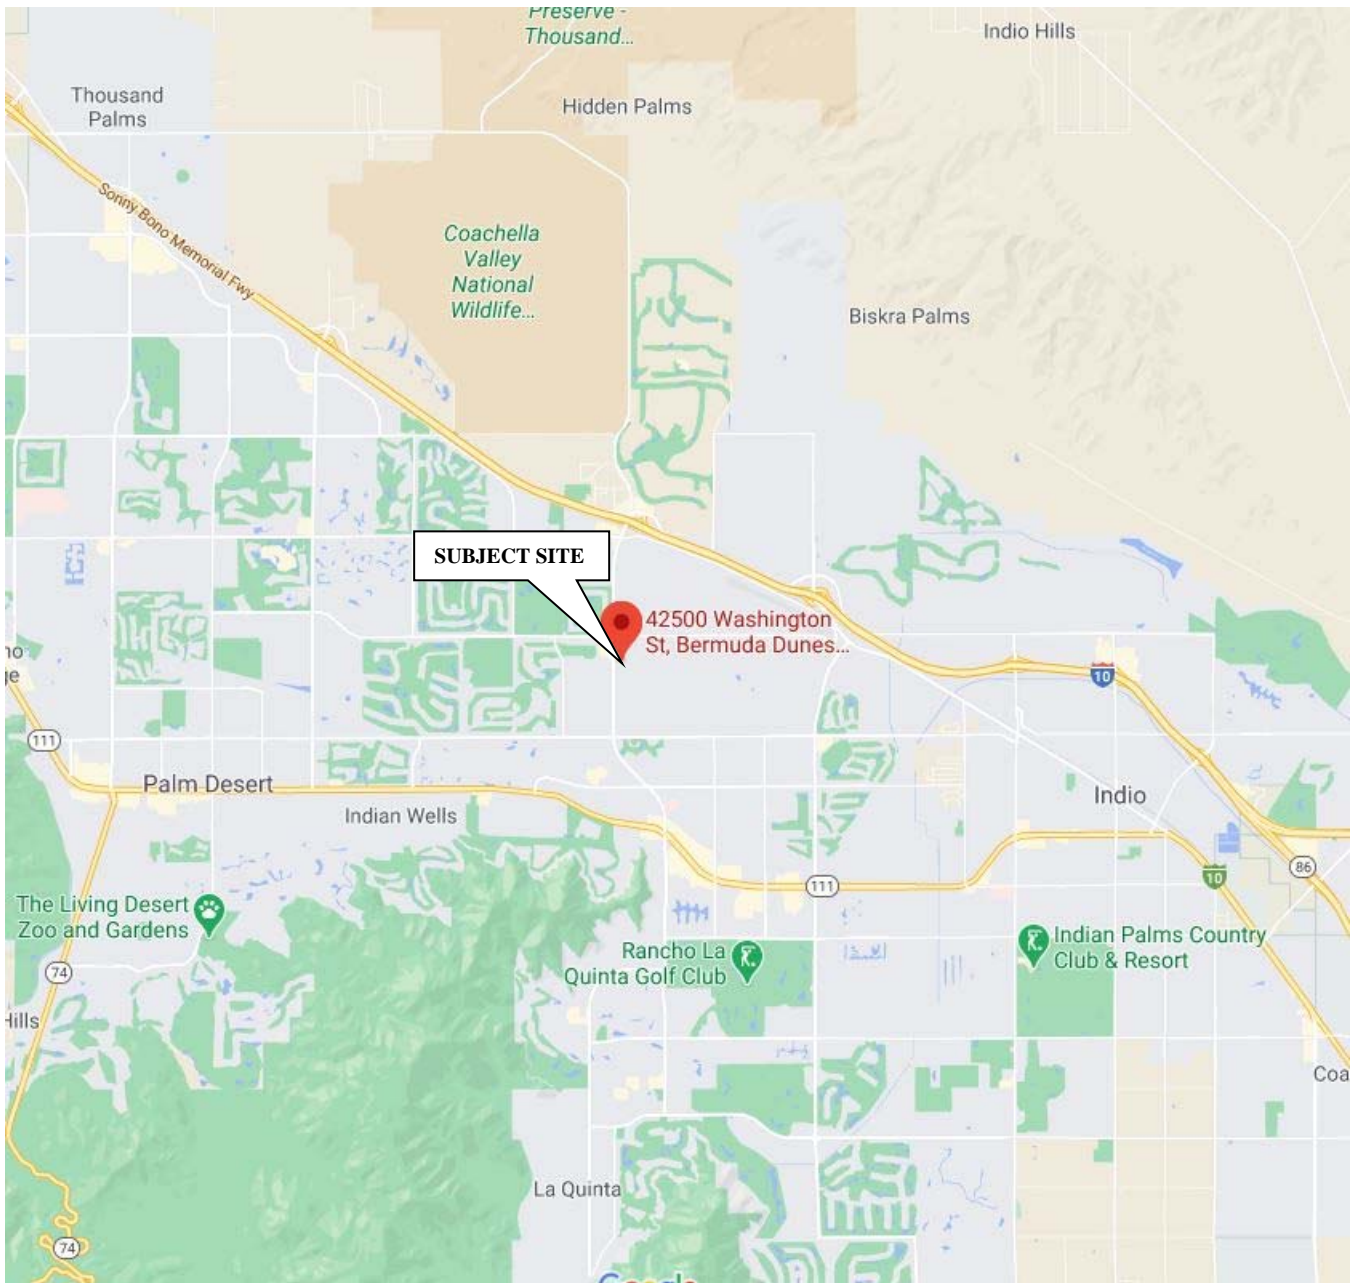 Preserve -
Thousand...
Indio Hills
Thousand
Palms
Hidden Palms
Sonny Bono Memorial Fwy
Coachella
Valley
National
Wildlife...
Biskra Palms
SUBJECT SITE
42500 Washington
St, Bermuda Dunes...
10
111
Palm Desert
Indian Wells
Indio
111
10
86
The Living Desert
Zoo and Gardens
Rancho La
Quinta Golf Club
Indian Palms Country
Club & Resort
74
Hills
Coa
La Quinta
74
Google